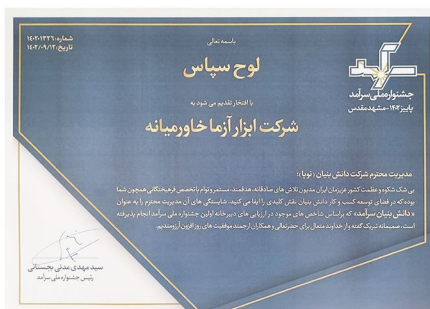 شماره: ۱۴۰۲۰۱۳۳۶
تاریخ: ۱۴۰۲/۰۹/۱۲
باسمه تعالی
لوح سپاس
با افتخار تقدیم می شود به
شرکت ابزار آزما خاورمیانه
سرآمد
جشنواره ملی سرآمد
پاییز ۱۴۰۲ - مشهد مقدس
مدیریت محترم شرکت دانش بنیان (نوپا)؛
بی شک شکوه و عظمت کشور عزیزمان ایران مدیون تلاش های صادقانه، هدفمند، مستمر و توام با تخصص فرهیختگانی همچون شما
بوده که در فضای توسعه کسب و کار دانش بنیان نقش کلیدی را ایفا می کنید. شایستگی های آن مدیریت محترم را به عنوان
«دانش بنیان سرآمد» که براساس شاخص های موجود در ارزیابی های دبیرخانه اولین جشنواره ملی سرآمد انجام پذیرفته
است، صمیمانه تبریک گفته و از خداوند متعال برای حضرتعالی و همکاران ارجمند موفقیت های روز افزون آرزومندیم.
سید مهدی مدنی بجستانی
رئیس جشنواره ملی سرآمد